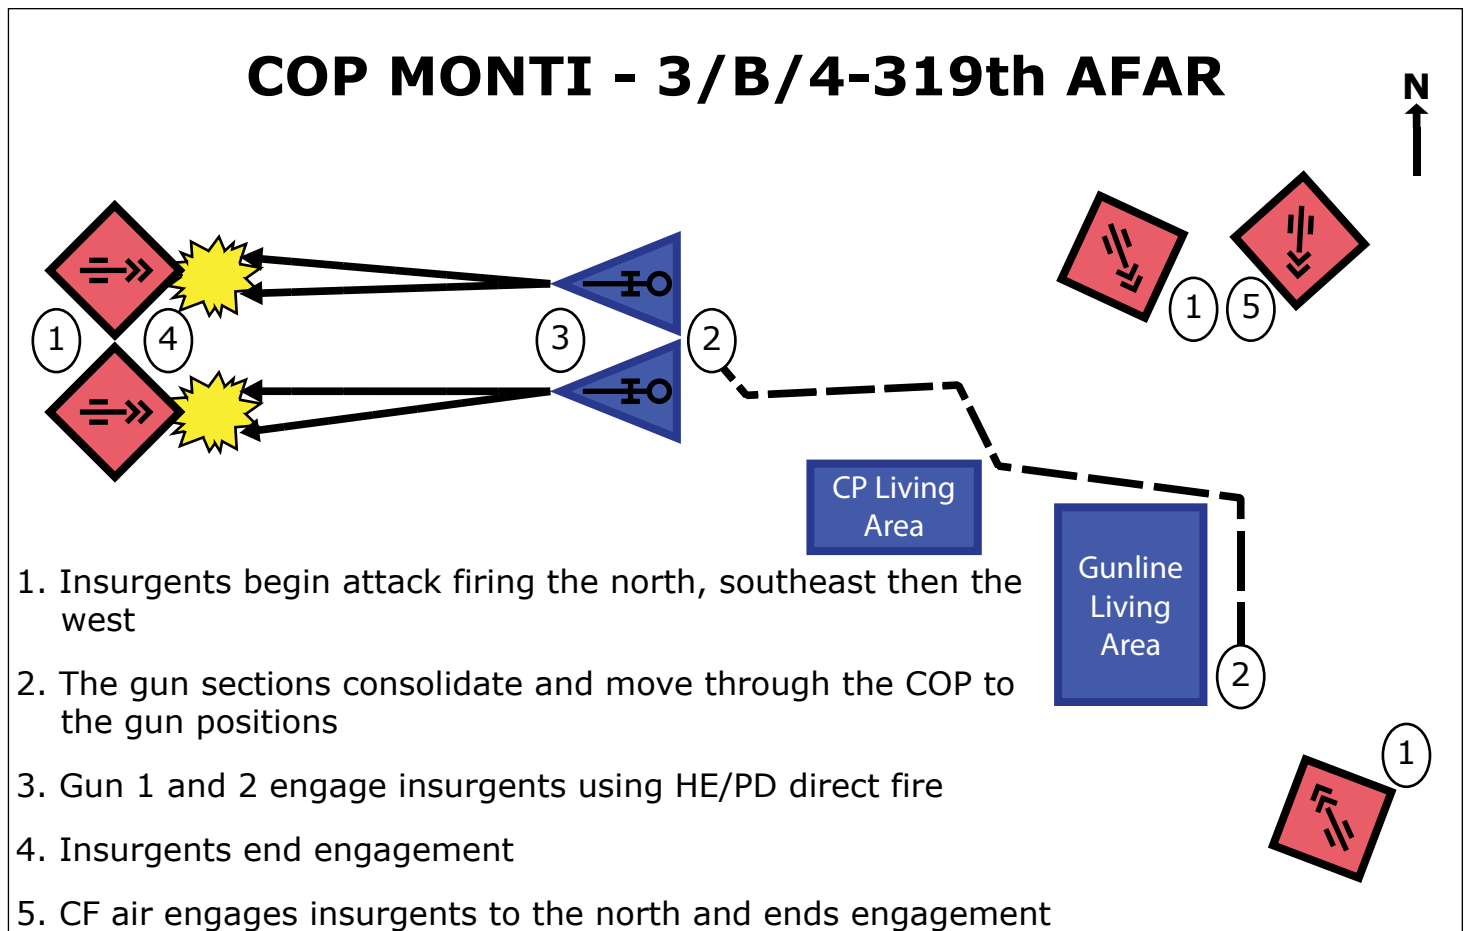 COP MONTI - 3/B/4-319th AFAR
N
1
5
1
4
3
2
CP Living
Area
Gunline
Living
Area
2
1
1. Insurgents begin attack firing the north, southeast then the
west
2. The gun sections consolidate and move through the COP to
the gun positions
3. Gun 1 and 2 engage insurgents using HE/PD direct fire
4. Insurgents end engagement
5. CF air engages insurgents to the north and ends engagement